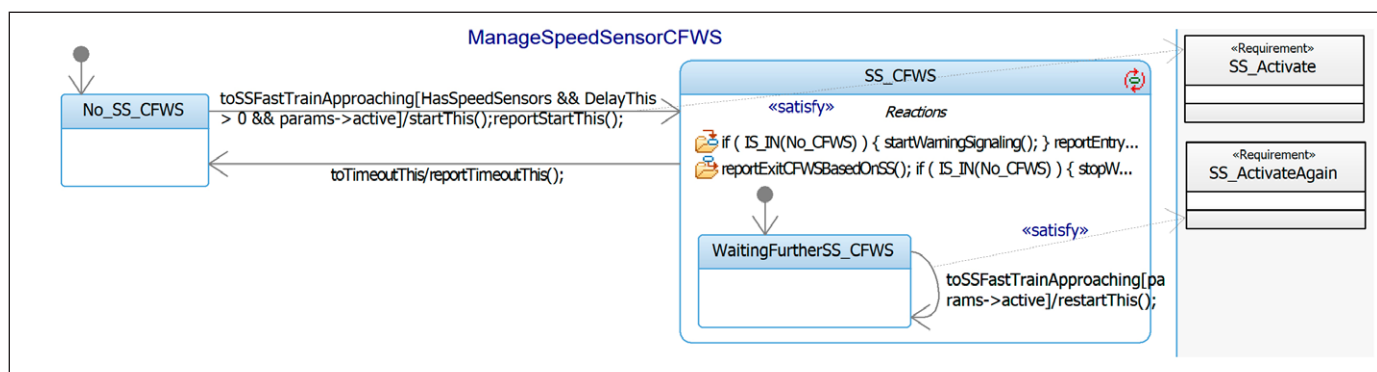 ManageSpeedSensorCFWS
No_SS_CFWS
toSSFastTrainApproaching[HasSpeedSensors && DelayThis
> 0 && params->active]/startThis();reportStartThis();
toTimeoutThis/reportTimeoutThis();
SS_CFWS
«satisfy»
Reactions
if ( IS_IN(No_CFWS) ) { startWarningSignaling(); } reportEntry...
reportExitCFWSBasedOnSS(); if ( IS_IN(No_CFWS) ) { stopW...
WaitingFurtherSS_CFWS
«satisfy»
toSSFastTrainApproaching[pa
rams->active]/restartThis();
«Requirement»
SS_Activate
«Requirement»
SS_ActivateAgain